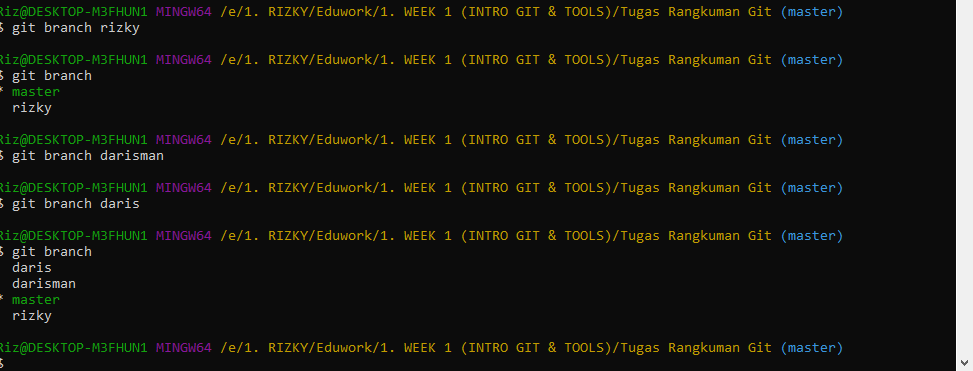 Riz@DESKTOP-M3FHUN1 MINGW64 /e/1. RIZKY/Eduwork/1. WEEK 1 (INTRO GIT & TOOLS)/Tugas Rangkuman Git (master)
$ git branch rizky
Riz@DESKTOP-M3FHUN1 MINGW64 /e/1. RIZKY/Eduwork/1. WEEK 1 (INTRO GIT & TOOLS)/Tugas Rangkuman Git (master)
$ git branch
* master
rizky
Riz@DESKTOP-M3FHUN1 MINGW64 /e/1. RIZKY/Eduwork/1. WEEK 1 (INTRO GIT & TOOLS)/Tugas Rangkuman Git (master)
$ git branch darisman
Riz@DESKTOP-M3FHUN1 MINGW64 /e/1. RIZKY/Eduwork/1. WEEK 1 (INTRO GIT & TOOLS)/Tugas Rangkuman Git (master)
$ git branch daris
Riz@DESKTOP-M3FHUN1 MINGW64 /e/1. RIZKY/Eduwork/1. WEEK 1 (INTRO GIT & TOOLS)/Tugas Rangkuman Git (master)
$ git branch
daris
darisman
* master
rizky
Riz@DESKTOP-M3FHUN1 MINGW64 /e/1. RIZKY/Eduwork/1. WEEK 1 (INTRO GIT & TOOLS)/Tugas Rangkuman Git (master)
$